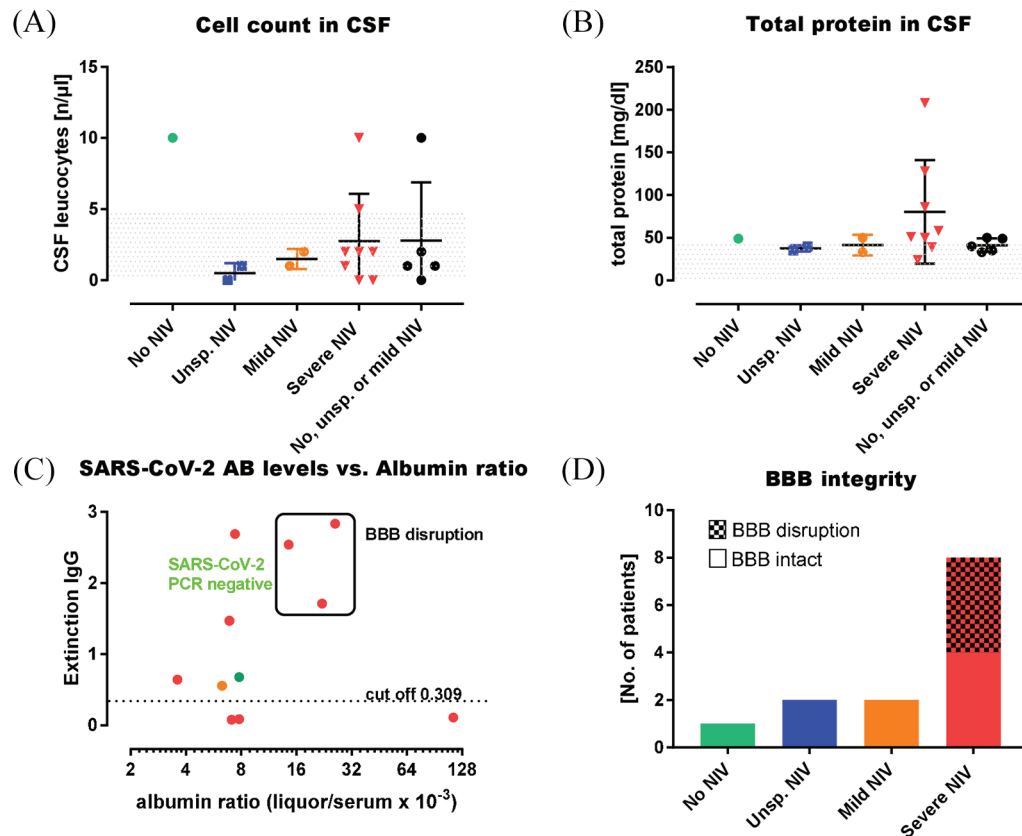 (A)
Cell count in CSF
CSF leucocytes [n/µl]
15
10
5
0
No NIV
Unsp. NIV
Mild NIV
Severe NIV
No, unsp. or mild NIV
(B)
Total protein in CSF
total protein [mg/dl]
250
200
150
100
50
0
No NIV
Unsp. NIV
Mild NIV
Severe NIV
No, unsp. or mild NIV
(C)
SARS-CoV-2 AB levels vs. Albumin ratio
Extinction IgG
3
2
1
0
BBB disruption
SARS-CoV-2
PCR negative
cut off 0.309
2 4 8 16 32 64 128
albumin ratio (liquor/serum x 10-3)
(D)
BBB integrity
[No. of patients]
10
8
6
4
2
0
BBB disruption
BBB intact
No NIV
Unsp. NIV
Mild NIV
Severe NIV